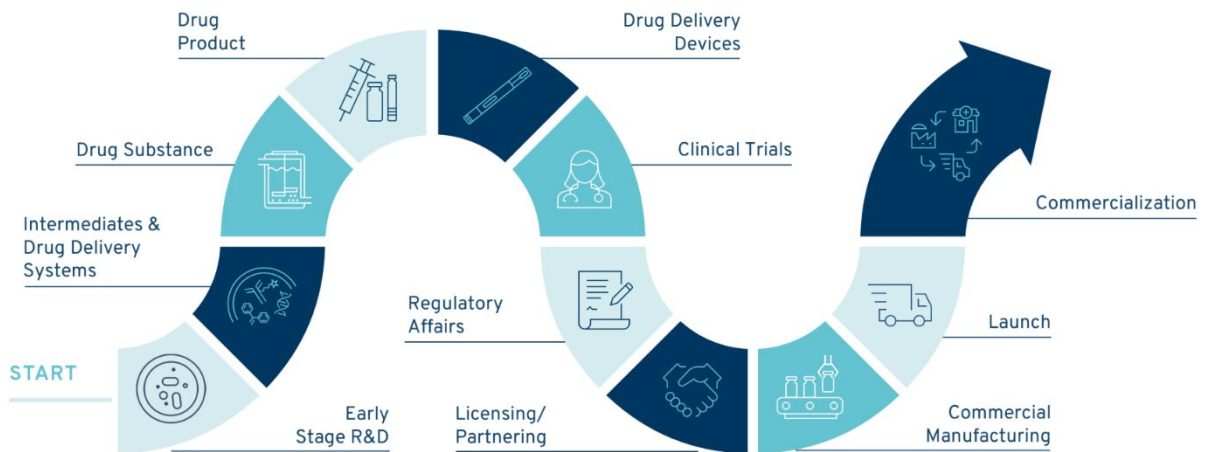 START
Early
Stage R&D
Intermediates &
Drug Delivery
Systems
Drug Substance
Drug
Product
Drug Delivery
Devices
Clinical Trials
Regulatory
Affairs
Licensing/
Partnering
Commercial
Manufacturing
Launch
Commercialization